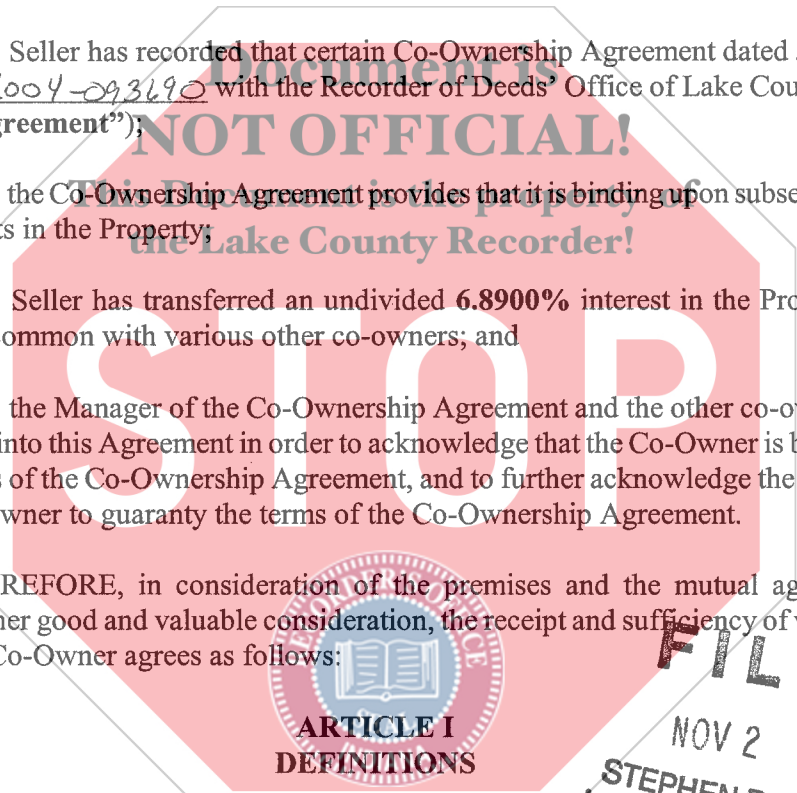 Seller has recorded that certain Co-Ownership Agreement dated
2004-093690 with the Recorder of Deeds' Office of Lake Cou
greement");
Document is
NOT OFFICIAL!
This Document is the property of
the Lake County Recorder!
the Co-Ownership Agreement provides that it is binding upon subse
ts in the Property;
Seller has transferred an undivided 6.8900% interest in the Pro
ommon with various other co-owners; and
STOP
the Manager of the Co-Ownership Agreement and the other co-ow
into this Agreement in order to acknowledge that the Co-Owner is b
s of the Co-Ownership Agreement, and to further acknowledge the
wner to guaranty the terms of the Co-Ownership Agreement.
REFORE, in consideration of the premises and the mutual ag
her good and valuable consideration, the receipt and sufficiency of w
Co-Owner agrees as follows:
RECORDER'S OFFICE
SEAL
INDIANA
FIL
NOV 2
STEPHEN
ARTICLE I
DEFINITIONS